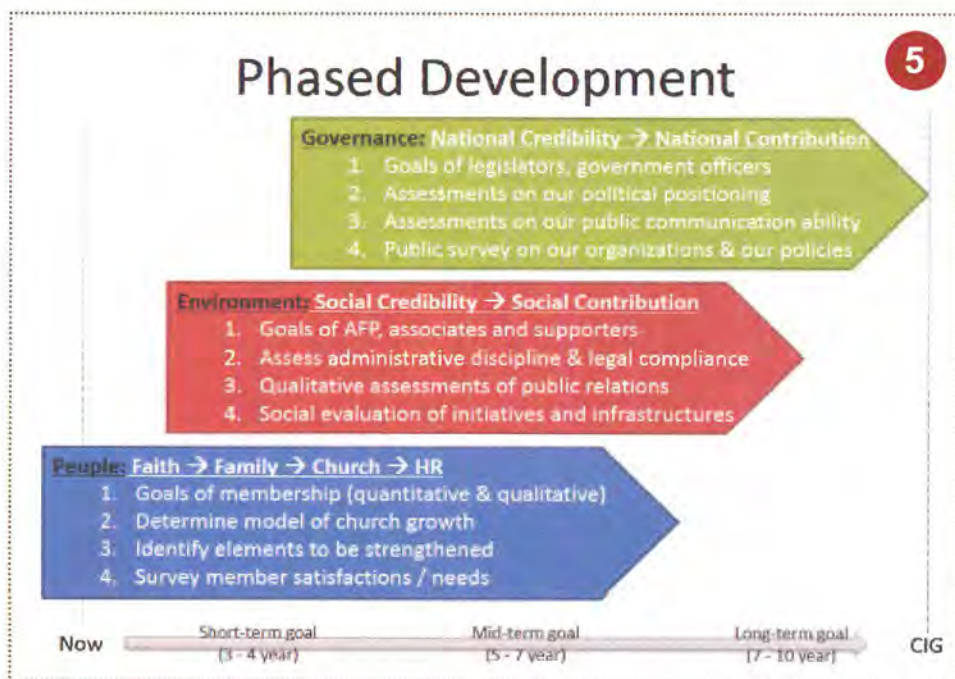 5
Phased Development
Governance: National Credibility → National Contribution
1. Goals of legislators, government officers
2. Assessments on our political positioning
3. Assessments on our public communication ability
4. Public survey on our organizations & our policies
Environment: Social Credibility → Social Contribution
1. Goals of AFP, associates and supporters
2. Assess administrative discipline & legal compliance
3. Qualitative assessments of public relations
4. Social evaluation of initiatives and infrastructures
People: Faith → Family → Church → HR
1. Goals of membership (quantitative & qualitative)
2. Determine model of church growth
3. Identify elements to be strengthened
4. Survey member satisfactions / needs
Now
Short-term goal
(3 - 4 year)
Mid-term goal
(5 - 7 year)
Long-term goal
(7 - 10 year)
CIG